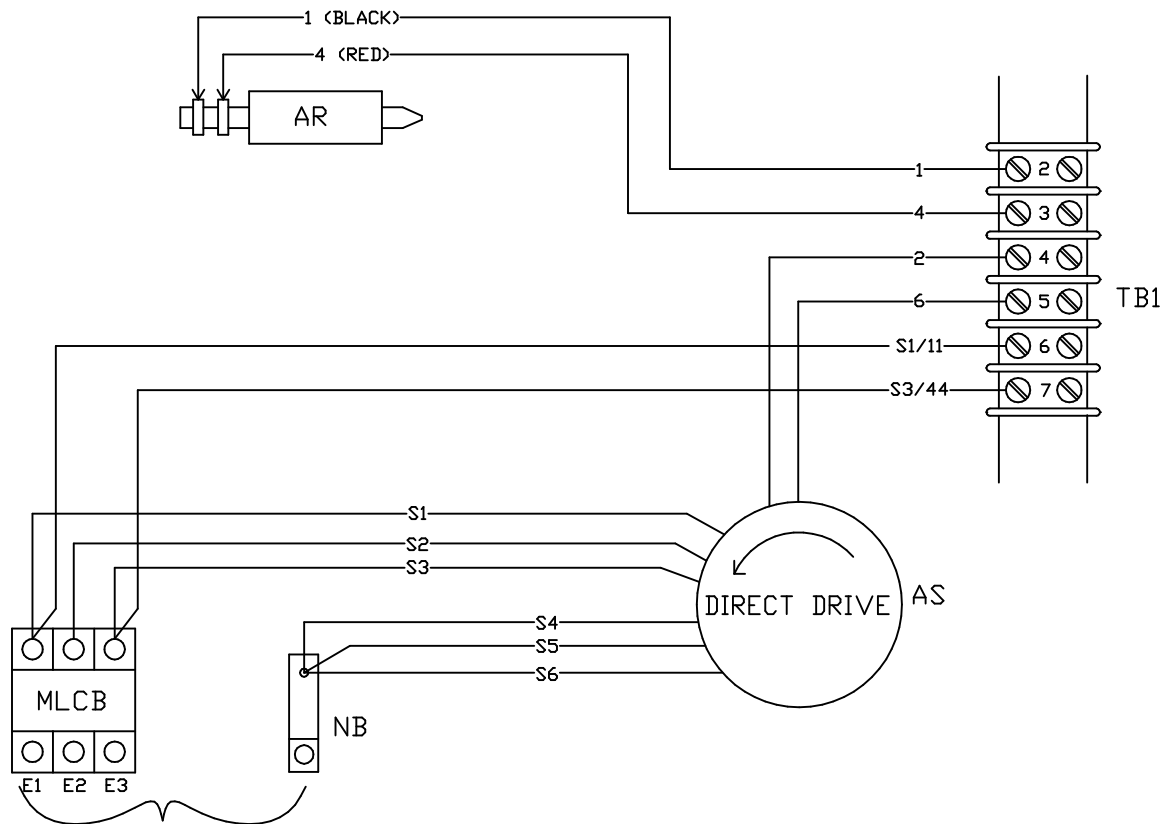 1 (BLACK)
4 (RED)
AR
1
2
4
3
2
4
6
5
TB1
S1/11
6
S3/44
7
S1
S2
S3
DIRECT DRIVE
AS
S4
S5
S6
MLCB
NB
E1 E2 E3